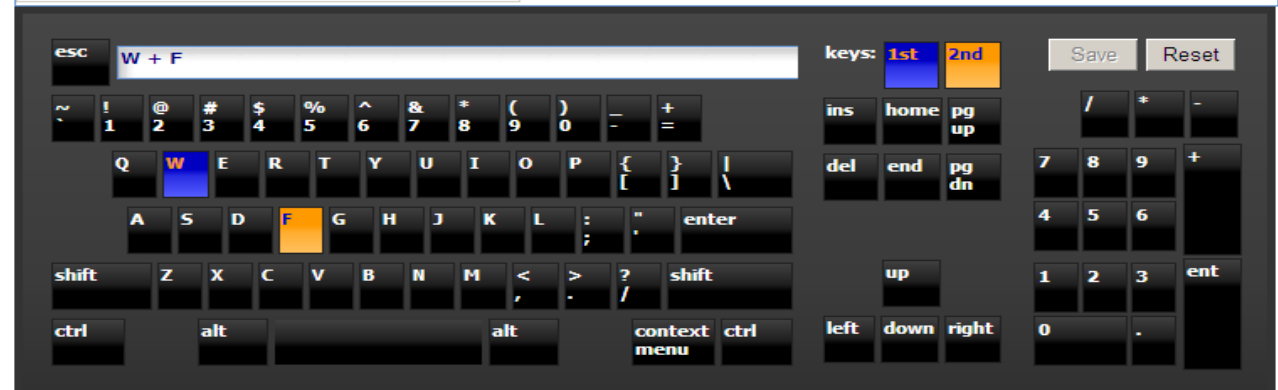 esc W + F keys: 1st 2nd Save Reset
~ ` ! 1 @ 2 # 3 $ 4 % 5 ^ 6 & 7 * 8 ( 9 ) 0 _ - + = ins home pg up / * -
Q W E R T Y U I O P { [ } ] | \ del end pg dn 7 8 9 +
A S D F G H J K L : ; " ' enter 4 5 6
shift Z X C V B N M < , > . ? / shift up 1 2 3 ent
ctrl alt alt context menu ctrl left down right 0 .